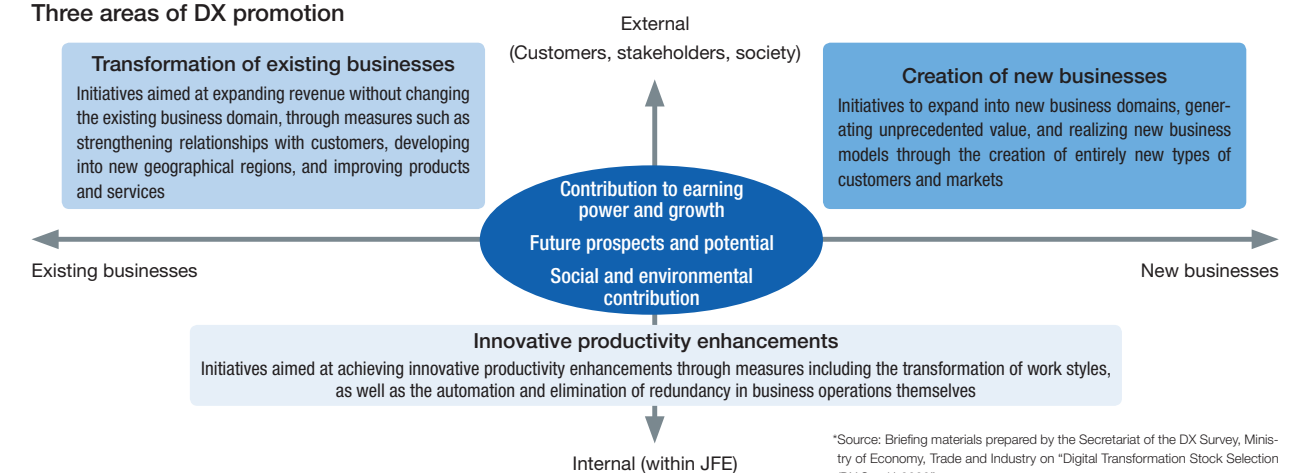 Three areas of DX promotion
External
(Customers, stakeholders, society)
Transformation of existing businesses
Initiatives aimed at expanding revenue without changing
the existing business domain, through measures such as
strengthening relationships with customers, developing
into new geographical regions, and improving products
and services
Creation of new businesses
Initiatives to expand into new business domains, gener-
ating unprecedented value, and realizing new business
models through the creation of entirely new types of
customers and markets
Contribution to earning
power and growth
Future prospects and potential
Social and environmental
contribution
Existing businesses
New businesses
Innovative productivity enhancements
Initiatives aimed at achieving innovative productivity enhancements through measures including the transformation of work styles,
as well as the automation and elimination of redundancy in business operations themselves
Internal (within JFE)
*Source: Briefing materials prepared by the Secretariat of the DX Survey, Minis-
try of Economy, Trade and Industry on “Digital Transformation Stock Selection